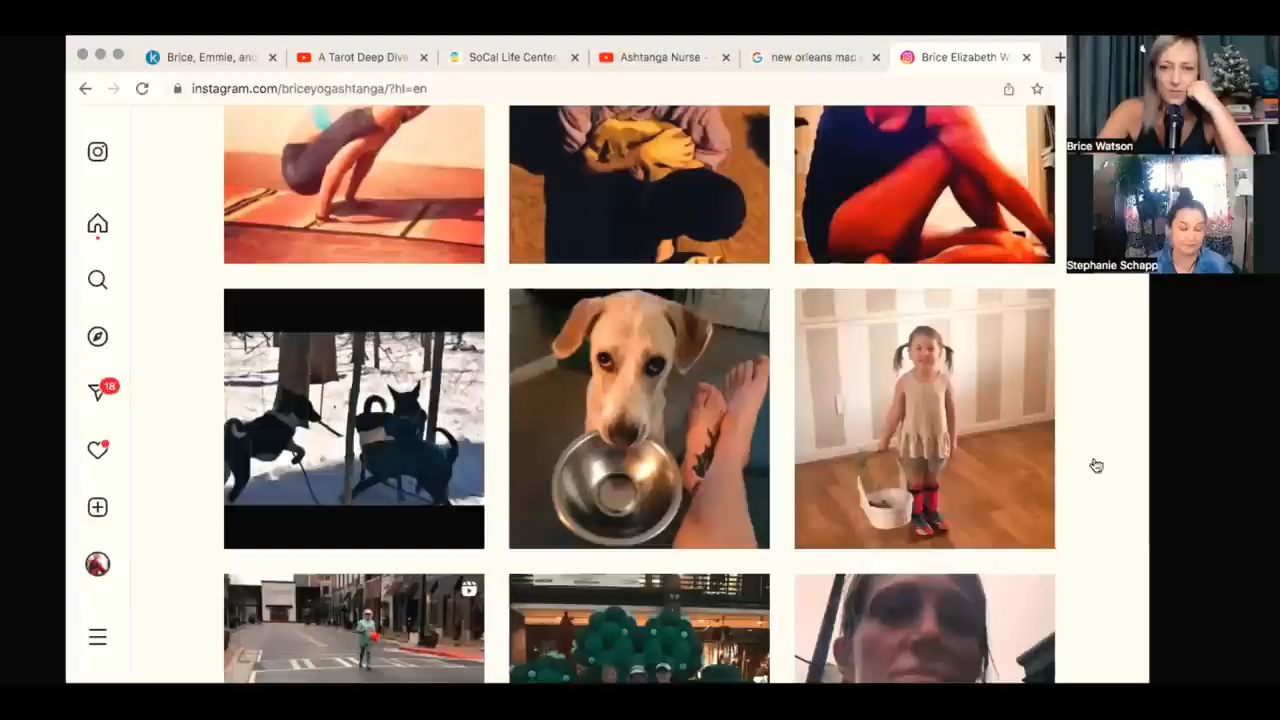 Brice, Emmie, and
A Tarot Deep Dive
SoCal Life Center
Ashtanga Nurse -
new orleans map
Brice Elizabeth W
instagram.com/briceyogashtanga/?hl=en
18
Brice Watson
Stephanie Schapp